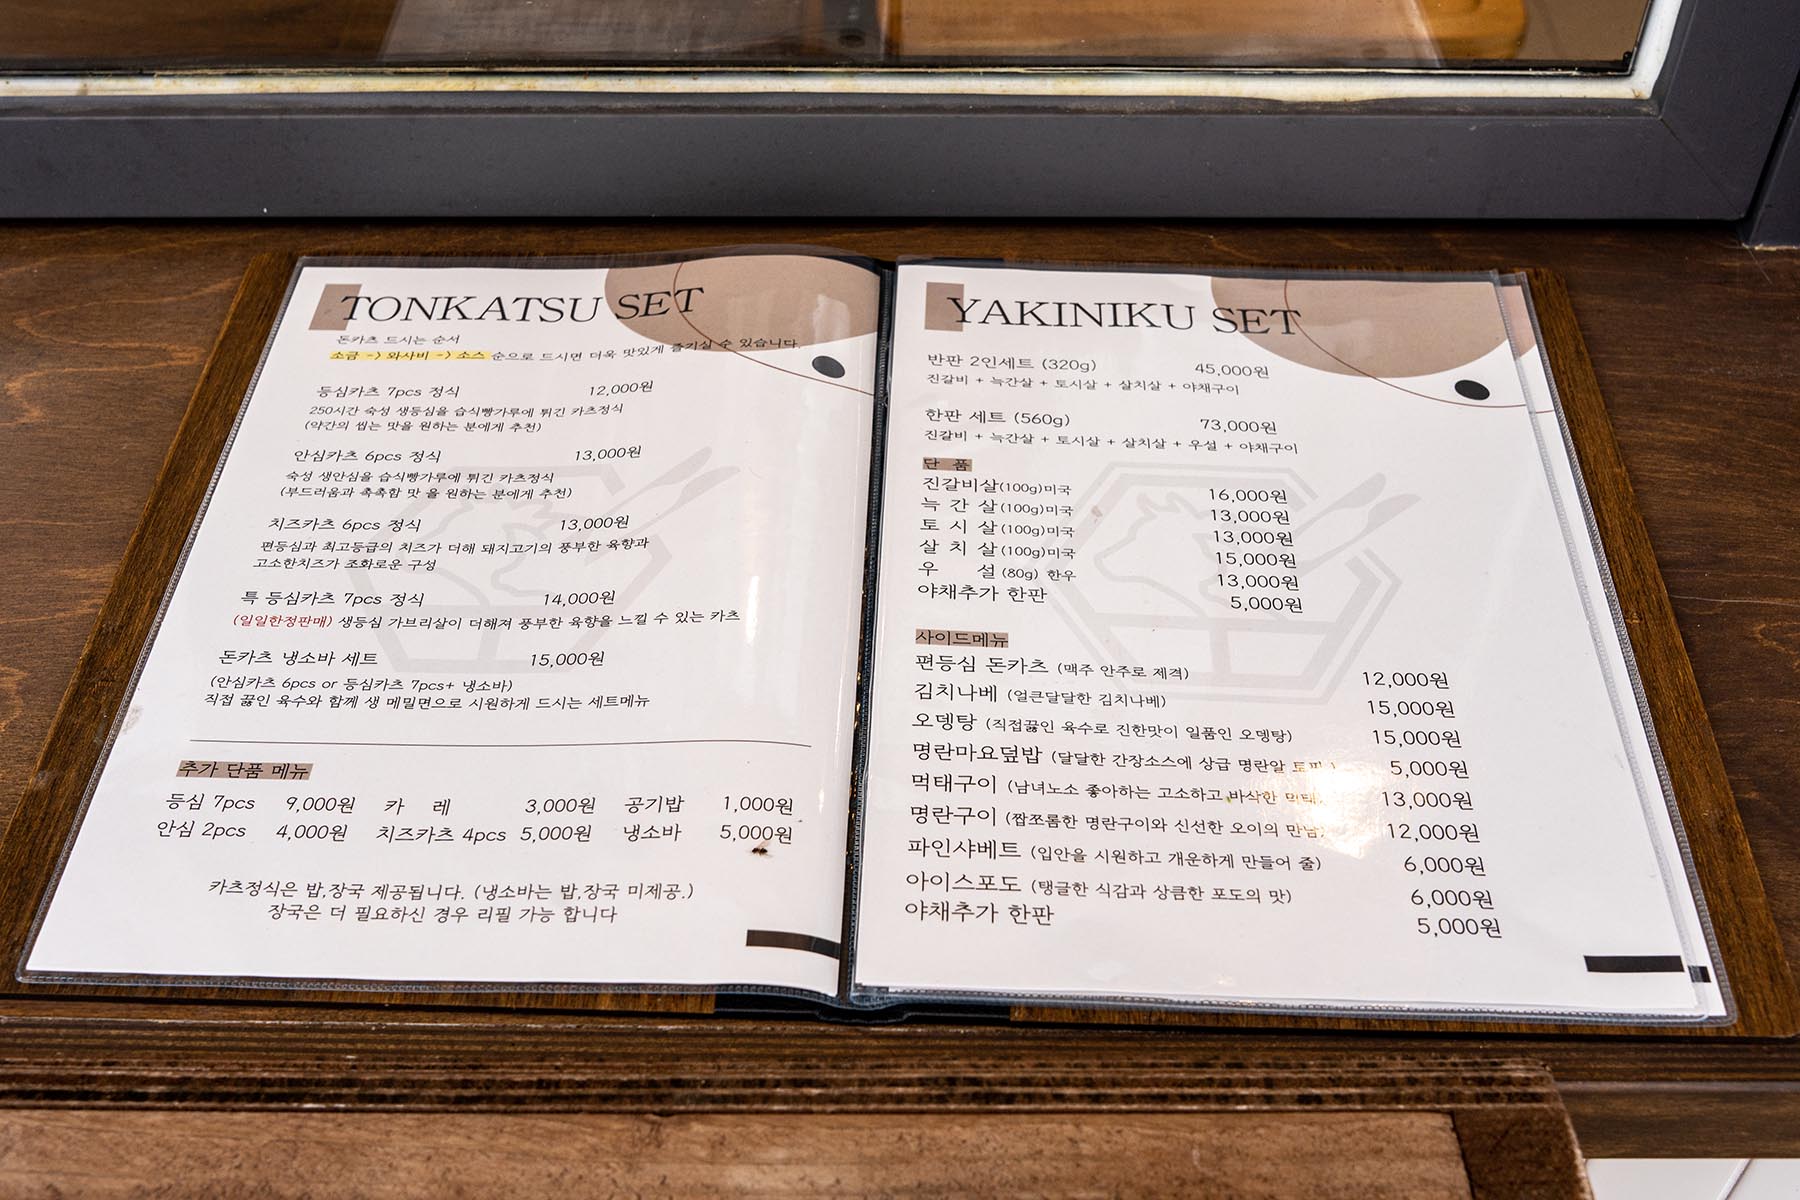 TONKATSU SET
돈카츠 드시는 순서
소금 -> 와사비 -> 소스 순으로 드시면 더욱 맛있게 즐기실 수 있습니다.
등심카츠 7pcs 정식 12,000원
250시간 숙성 생등심을 습식빵가루에 튀긴 카츠정식
(약간의 씹는 맛을 원하는 분에게 추천)
안심카츠 6pcs 정식 13,000원
숙성 생안심을 습식빵가루에 튀긴 카츠정식
(부드러움과 촉촉함 맛 을 원하는 분에게 추천)
치즈카츠 6pcs 정식 13,000원
편등심과 최고등급의 치즈가 더해 돼지고기의 풍부한 육향과
고소한치즈가 조화로운 구성
특 등심카츠 7pcs 정식 14,000원
(일일한정판매) 생등심 가브리살이 더해져 풍부한 육향을 느낄 수 있는 카츠
돈카츠 냉소바 세트 15,000원
(안심카츠 6pcs or 등심카츠 7pcs+ 냉소바)
직접 끓인 육수와 함께 생 메밀면으로 시원하게 드시는 세트메뉴
추가 단품 메뉴
등심 7pcs 9,000원 카 레 3,000원 공기밥 1,000원
안심 2pcs 4,000원 치즈카츠 4pcs 5,000원 냉소바 5,000원
카츠정식은 밥,장국 제공됩니다. (냉소바는 밥,장국 미제공.)
장국은 더 필요하신 경우 리필 가능 합니다
YAKINIKU SET
반판 2인세트 (320g) 45,000원
진갈비 + 늑간살 + 토시살 + 살치살 + 야채구이
한판 세트 (560g) 73,000원
진갈비 + 늑간살 + 토시살 + 살치살 + 우설 + 야채구이
단 품
진갈비살(100g)미국 16,000원
늑 간 살(100g)미국 13,000원
토 시 살(100g)미국 13,000원
살 치 살(100g)미국 15,000원
우 설(80g) 한우 13,000원
야채추가 한판 5,000원
사이드메뉴
편등심 돈카츠 (맥주 안주로 제격) 12,000원
김치나베 (얼큰달달한 김치나베) 15,000원
오뎅탕 (직접끓인 육수로 진한맛이 일품인 오뎅탕) 15,000원
명란마요덮밥 (달달한 간장소스에 상급 명란알 5,000원
먹태구이 (남녀노소 좋아하는 고소하고 바삭한 먹태) 13,000원
명란구이 (짭쪼롬한 명란구이와 신선한 오이의 만남) 12,000원
파인샤베트 (입안을 시원하고 개운하게 만들어 줄) 6,000원
아이스포도 (탱글한 식감과 상큼한 포도의 맛) 6,000원
야채추가 한판 5,000원